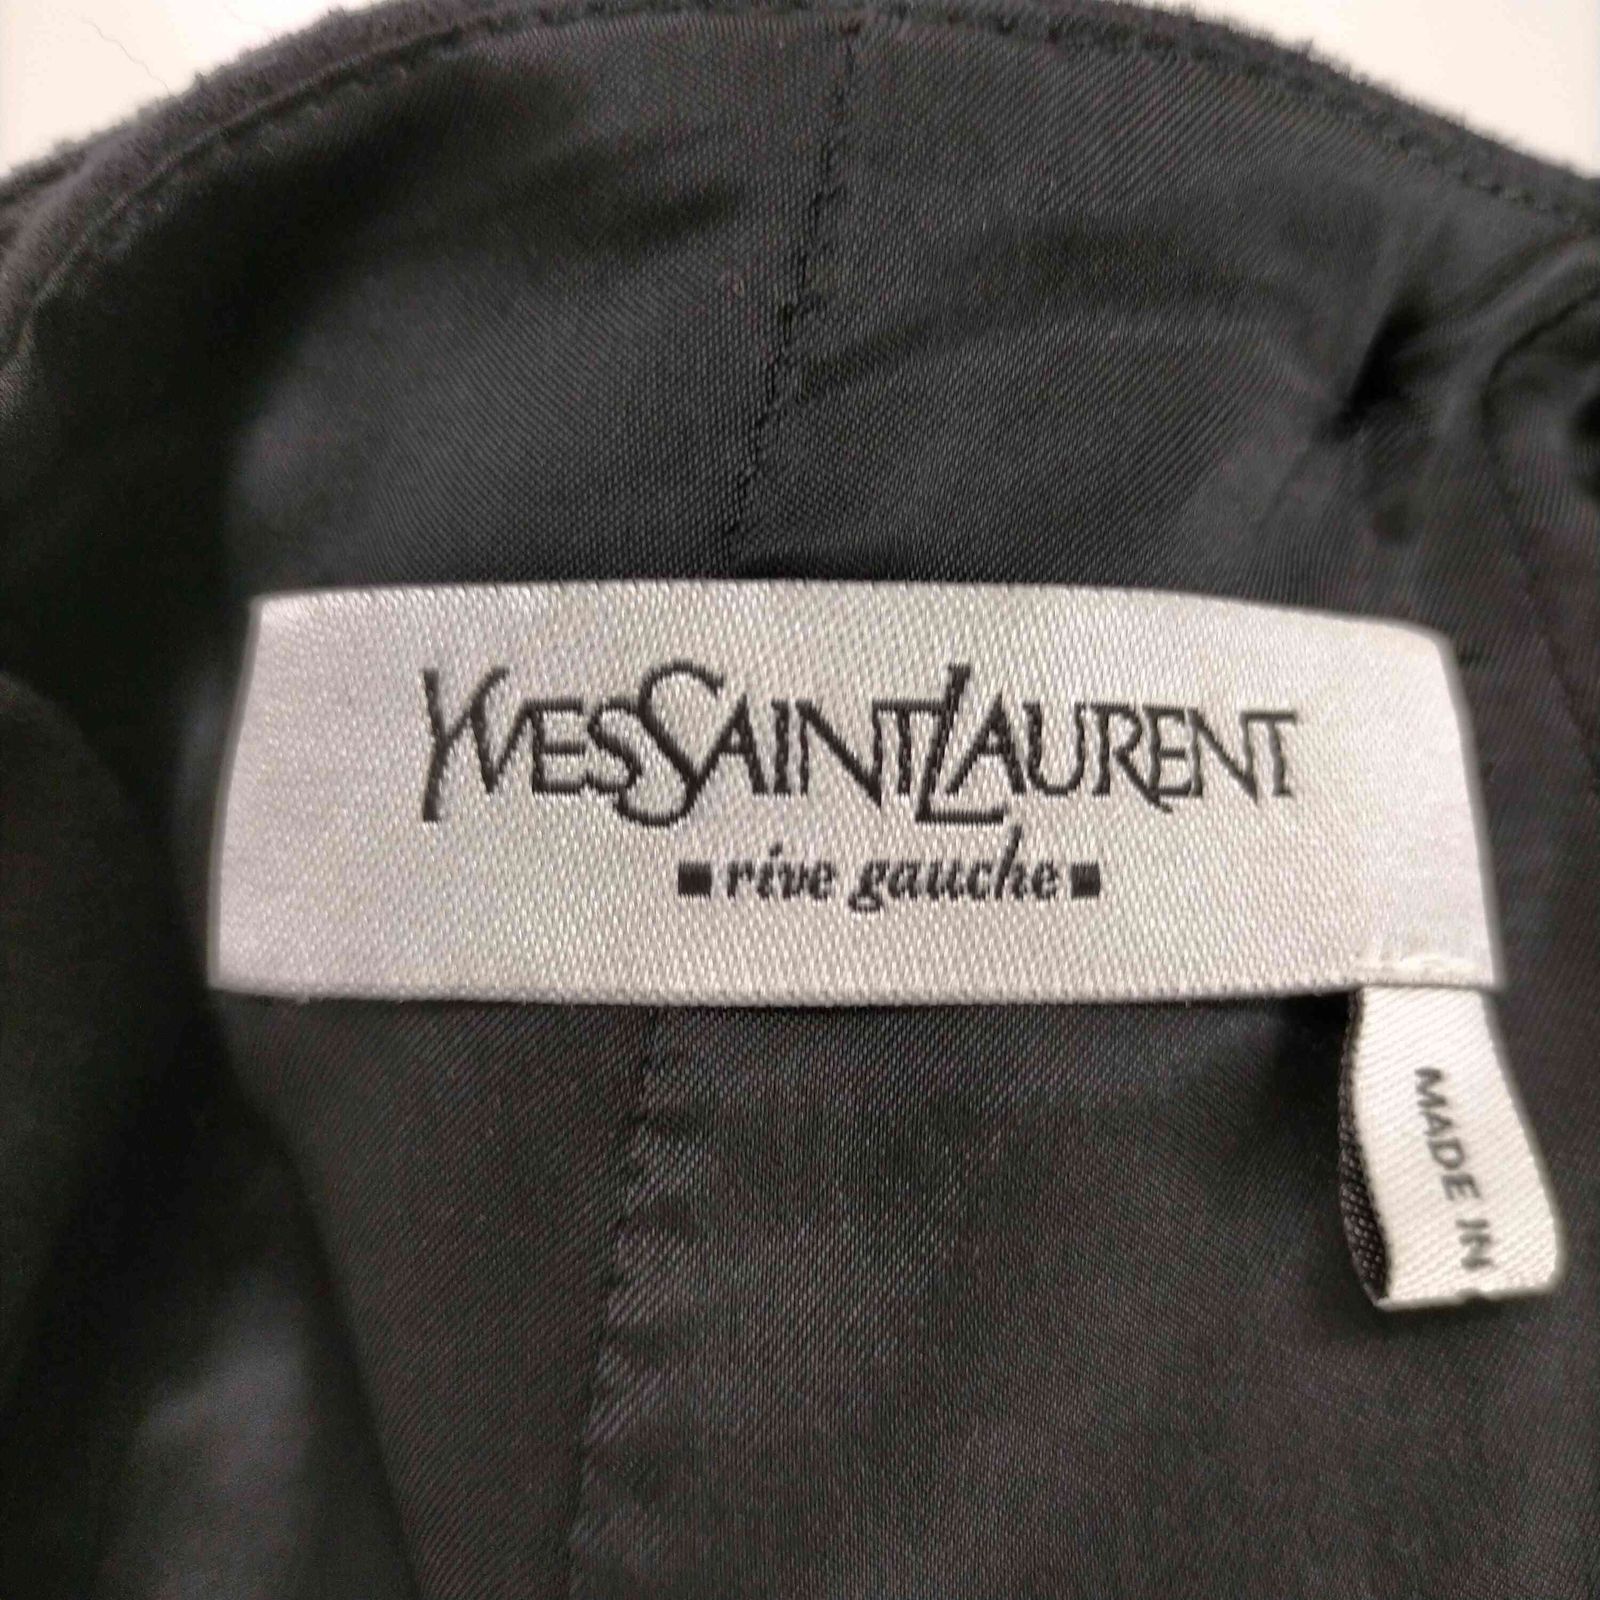 YVESSAINTLAURENT
▪rive gauche▪
MADE IN